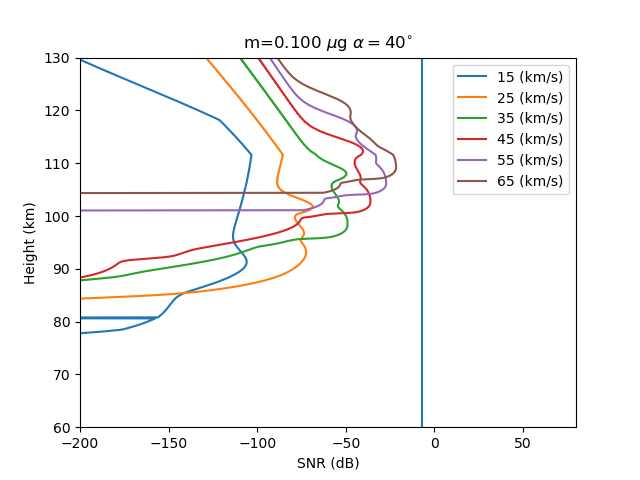 m=0.100 μg α = 40°
130
120
110
100
90
80
70
60
Height (km)
−200
−150
−100
−50
0
50
SNR (dB)
15 (km/s)
25 (km/s)
35 (km/s)
45 (km/s)
55 (km/s)
65 (km/s)